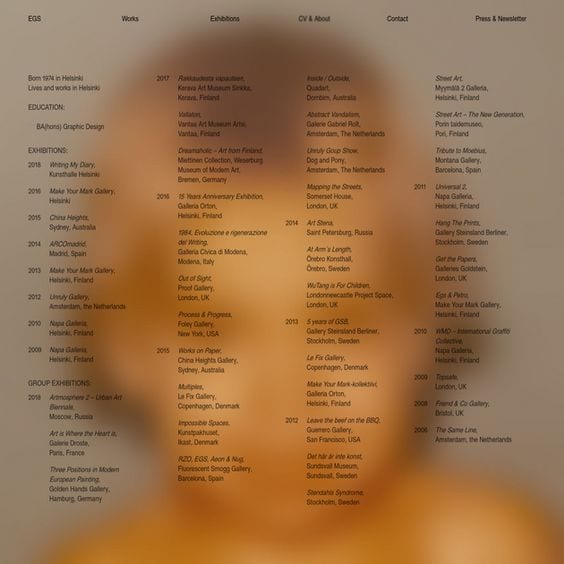 EGS
Works
Exhibitions
CV & About
Contact
Press & Newsletter
Born 1974 in Helsinki
Lives and works in Helsinki
EDUCATION:
BA(hons) Graphic Design
EXHIBITIONS:
2018 Writing My Diary,
Kunsthalle Helsinki
2016 Make Your Mark Gallery,
Helsinki
2015 China Heights,
Sydney, Australia
2014 ARCOmadrid,
Madrid, Spain
2013 Make Your Mark Gallery,
Helsinki, Finland
2012 Unruly Gallery,
Amsterdam, the Netherlands
2010 Napa Galleria,
Helsinki, Finland
2009 Napa Galleria,
Helsinki, Finland
GROUP EXHIBITIONS:
2018 Artmosphere 2 – Urban Art
Biennale,
Moscow, Russia
Art is Where the Heart is,
Galerie Droste,
Paris, France
Three Positions in Modern
European Painting,
Golden Hands Gallery,
Hamburg, Germany
2017 Rakkaudesta vapauteen,
Kerava Art Museum Sinkka,
Kerava, Finland
Vallaton,
Vantaa Art Museum Artsi,
Vantaa, Finland
Dreamaholic – Art from Finland,
Miettinen Collection, Weserburg
Museum of Modern Art,
Bremen, Germany
2016 15 Years Anniversary Exhibition,
Galleria Orton,
Helsinki, Finland
1984, Evoluzione e rigenerazione
del Writing,
Galleria Civica di Modena,
Modena, Italy
Out of Sight,
Proof Gallery,
London, UK
Process & Progress,
Foley Gallery,
New York, USA
2015 Works on Paper,
China Heights Gallery,
Sydney, Australia
Multiples,
Le Fix Gallery,
Copenhagen, Denmark
Impossible Spaces,
Kunstpakhuset,
Ikast, Denmark
RZO, EGS, Aeon & Nug,
Fluorescent Smogg Gallery,
Barcelona, Spain
Inside / Outside,
Quadart,
Dornbirn, Australia
Abstract Vandalism,
Galerie Gabriel Rolt,
Amsterdam, The Netherlands
Unruly Goup Show,
Dog and Pony,
Amsterdam, The Netherlands
Mapping the Streets,
Somerset House,
London, UK
2014 Art Stena,
Saint Petersburg, Russia
At Arm´s Length,
Örebro Konsthall,
Örebro, Sweden
WuTang is For Children,
Londonnewcastle Project Space,
London, UK
2013 5 years of GSB,
Gallery Steinsland Berliner,
Stockholm, Sweden
Le Fix Gallery,
Copenhagen, Denmark
Make Your Mark-kollektivi,
Galleria Orton,
Helsinki, Finland
2012 Leave the beef on the BBQ,
Guerrero Gallery,
San Francisco, USA
Det här är inte konst,
Sundsvall Museum,
Sundsvall, Sweden
Stendahls Syndrome,
Stockholm, Sweden
Street Art,
Myymälä 2 Galleria,
Helsinki, Finland
Street Art – The New Generation,
Porin taidemuseo,
Pori, Finland
Tribute to Moebius,
Montana Gallery,
Barcelona, Spain
2011 Universal 2,
Napa Galleria,
Helsinki, Finland
Hang The Prints,
Gallery Steinsland Berliner,
Stockholm, Sweden
Get the Papers,
Galleries Goldstein,
London, UK
Egs & Petro,
Make Your Mark Gallery,
Helsinki, Finland
2010 WMD – International Graffiti
Collective,
Napa Galleria,
Helsinki, Finland
2009 Topsafe,
London, UK
2008 Friend & Co Gallery,
Bristol, UK
2006 The Same Line,
Amsterdam, the Netherlands